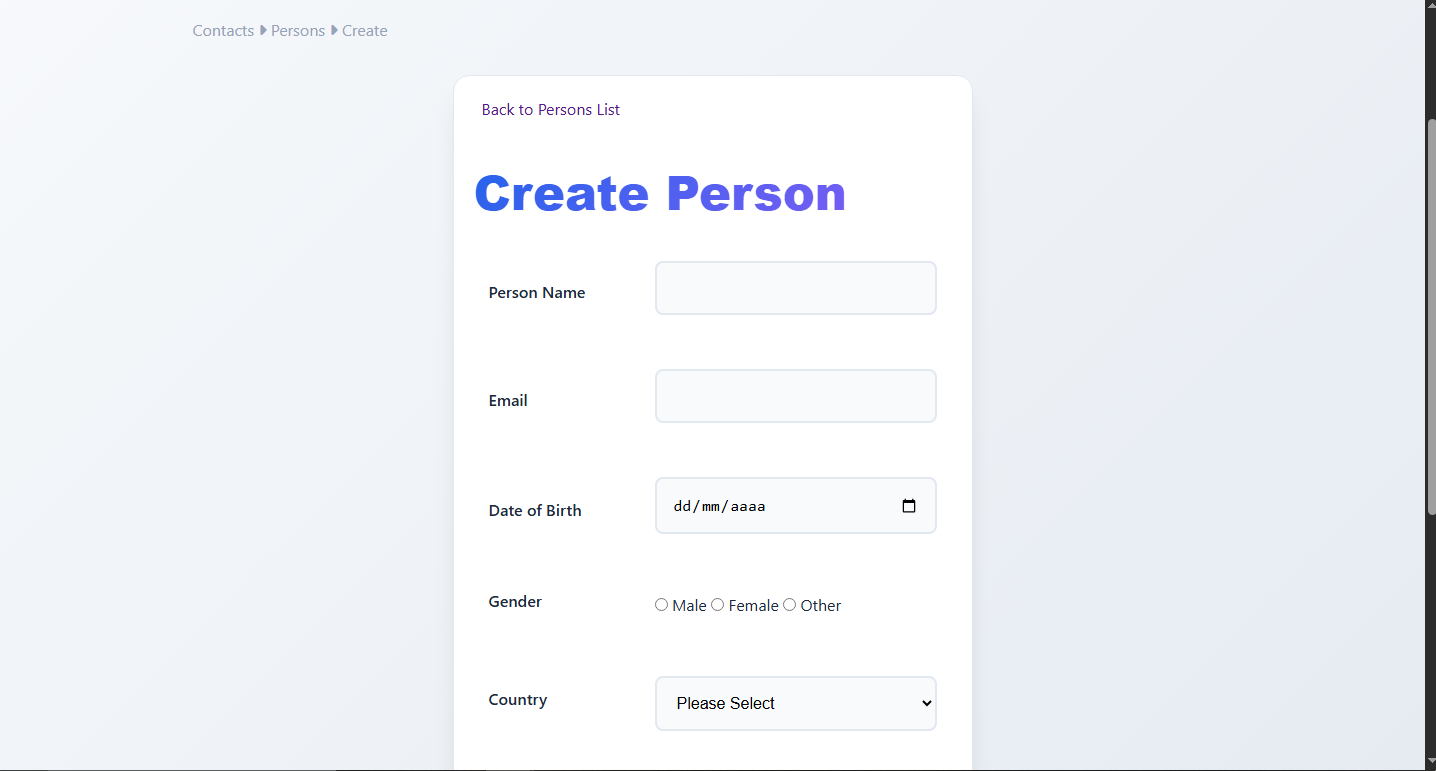 Contacts Persons Create
Back to Persons List
Create Person
Person Name
Email
Date of Birth dd/mm/aaaa
Gender Male Female Other
Country Please Select